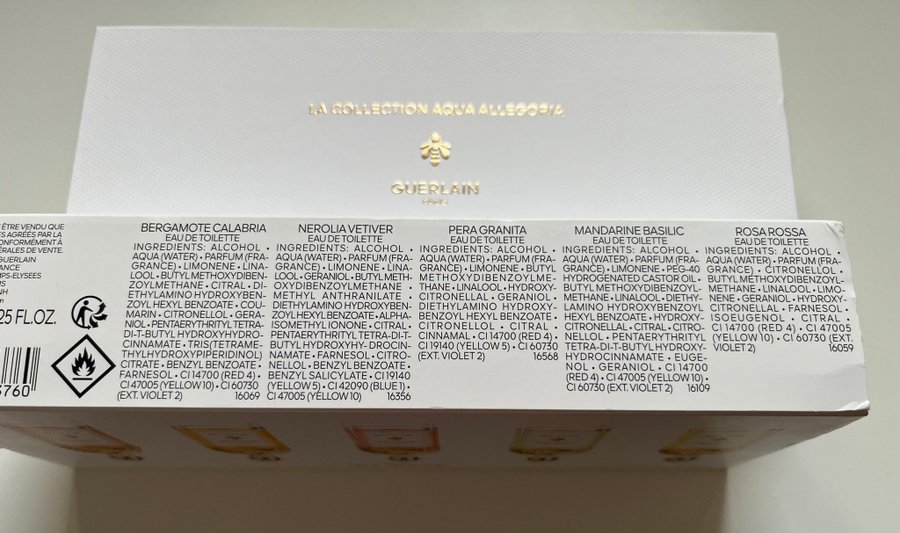 LA COLLECTION AQUA ALLEGORIA
GUERLAIN
PARIS
ÊTRE VENDU QUE
S AGRÉÉES PAR LA
ONFORMÉMENT À
ÉRALES DE VENTE.
GUERLAIN
ANCE
MPS-ELYSEES
25 FL.OZ.
3760
BERGAMOTE CALABRIA
EAU DE TOILETTE
INGREDIENTS: ALCOHOL •
AQUA (WATER) • PARFUM (FRA-
GRANCE) • LIMONENE • LINA-
LOOL • BUTYL METHOXYDIBEN-
ZOYLMETHANE • CITRAL • DI-
ETHYLAMINO HYDROXYBEN-
ZOYL HEXYL BENZOATE • COU-
MARIN • CITRONELLOL • GERA-
NIOL • PENTAERYTHRITYL TETRA-
DI-T-BUTYL HYDROXYHYDRO-
CINNAMATE • TRIS(TETRAME-
THYLHYDROXYPIPERIDINOL)
CITRATE • BENZYL BENZOATE •
FARNESOL • CI 14700 (RED 4) •
CI 47005 (YELLOW 10) • CI 60730
(EXT. VIOLET 2) 16069
NEROLIA VETIVER
EAU DE TOILETTE
INGREDIENTS: ALCOHOL •
AQUA (WATER) • PARFUM (FRA-
GRANCE) • LIMONENE • LINA-
LOOL • GERANIOL • BUTYL METH-
OXYDIBENZOYLMETHANE •
METHYL ANTHRANILATE •
DIETHYLAMINO HYDROXYBEN-
ZOYL HEXYL BENZOATE • ALPHA-
ISOMETHYL IONONE • CITRAL •
PENTAERYTHRITYL TETRA-DI-T-
BUTYL HYDROXYHY-DROCIN-
NAMATE • FARNESOL • CITRO-
NELLOL • BENZYL BENZOATE •
BENZYL SALICYLATE • CI 19140
(YELLOW 5) • CI 42090 (BLUE 1) •
CI 47005 (YELLOW 10) 16356
PERA GRANITA
EAU DE TOILETTE
INGREDIENTS: ALCOHOL •
AQUA (WATER) • PARFUM (FRA-
GRANCE) • LIMONENE • BUTYL
METHOXYDIBENZOYLME-
THANE • LINALOOL • HYDROXY-
CITRONELLAL • GERANIOL •
DIETHYLAMINO HYDROXY-
BENZOYL HEXYL BENZOATE •
CITRONELLOL • CITRAL •
CINNAMAL • CI 14700 (RED 4) •
CI 19140 (YELLOW 5) • CI 60730
(EXT. VIOLET 2) 16568
MANDARINE BASILIC
EAU DE TOILETTE
INGREDIENTS: ALCOHOL •
AQUA (WATER) • PARFUM (FRA-
GRANCE) • LIMONENE • PEG-40
HYDROGENATED CASTOR OIL •
BUTYL METHOXYDIBENZOYL-
METHANE • LINALOOL • DIETHY-
LAMINO HYDROXYBENZOYL
HEXYL BENZOATE • HYDROXY-
CITRONELLAL • CITRAL • CITRO-
NELLOL • PENTAERYTHRITYL
TETRA-DI-T-BUTYL HYDROXY-
HYDROCINNAMATE • EUGE-
NOL • GERANIOL • CI 14700
(RED 4) • CI 47005 (YELLOW 10) •
CI 60730 (EXT. VIOLET 2) 16109
ROSA ROSSA
EAU DE TOILETTE
INGREDIENTS: ALCOHOL •
AQUA (WATER) • PARFUM (FRA-
GRANCE) • CITRONELLOL •
BUTYL METHOXYDIBENZOYL-
METHANE • LINALOOL • LIMO-
NENE • GERANIOL • HYDROXY-
CITRONELLAL • FARNESOL •
ISOEUGENOL • CITRAL •
CI 14700 (RED 4) • CI 47005
(YELLOW 10) • CI 60730 (EXT.
VIOLET 2) 16059